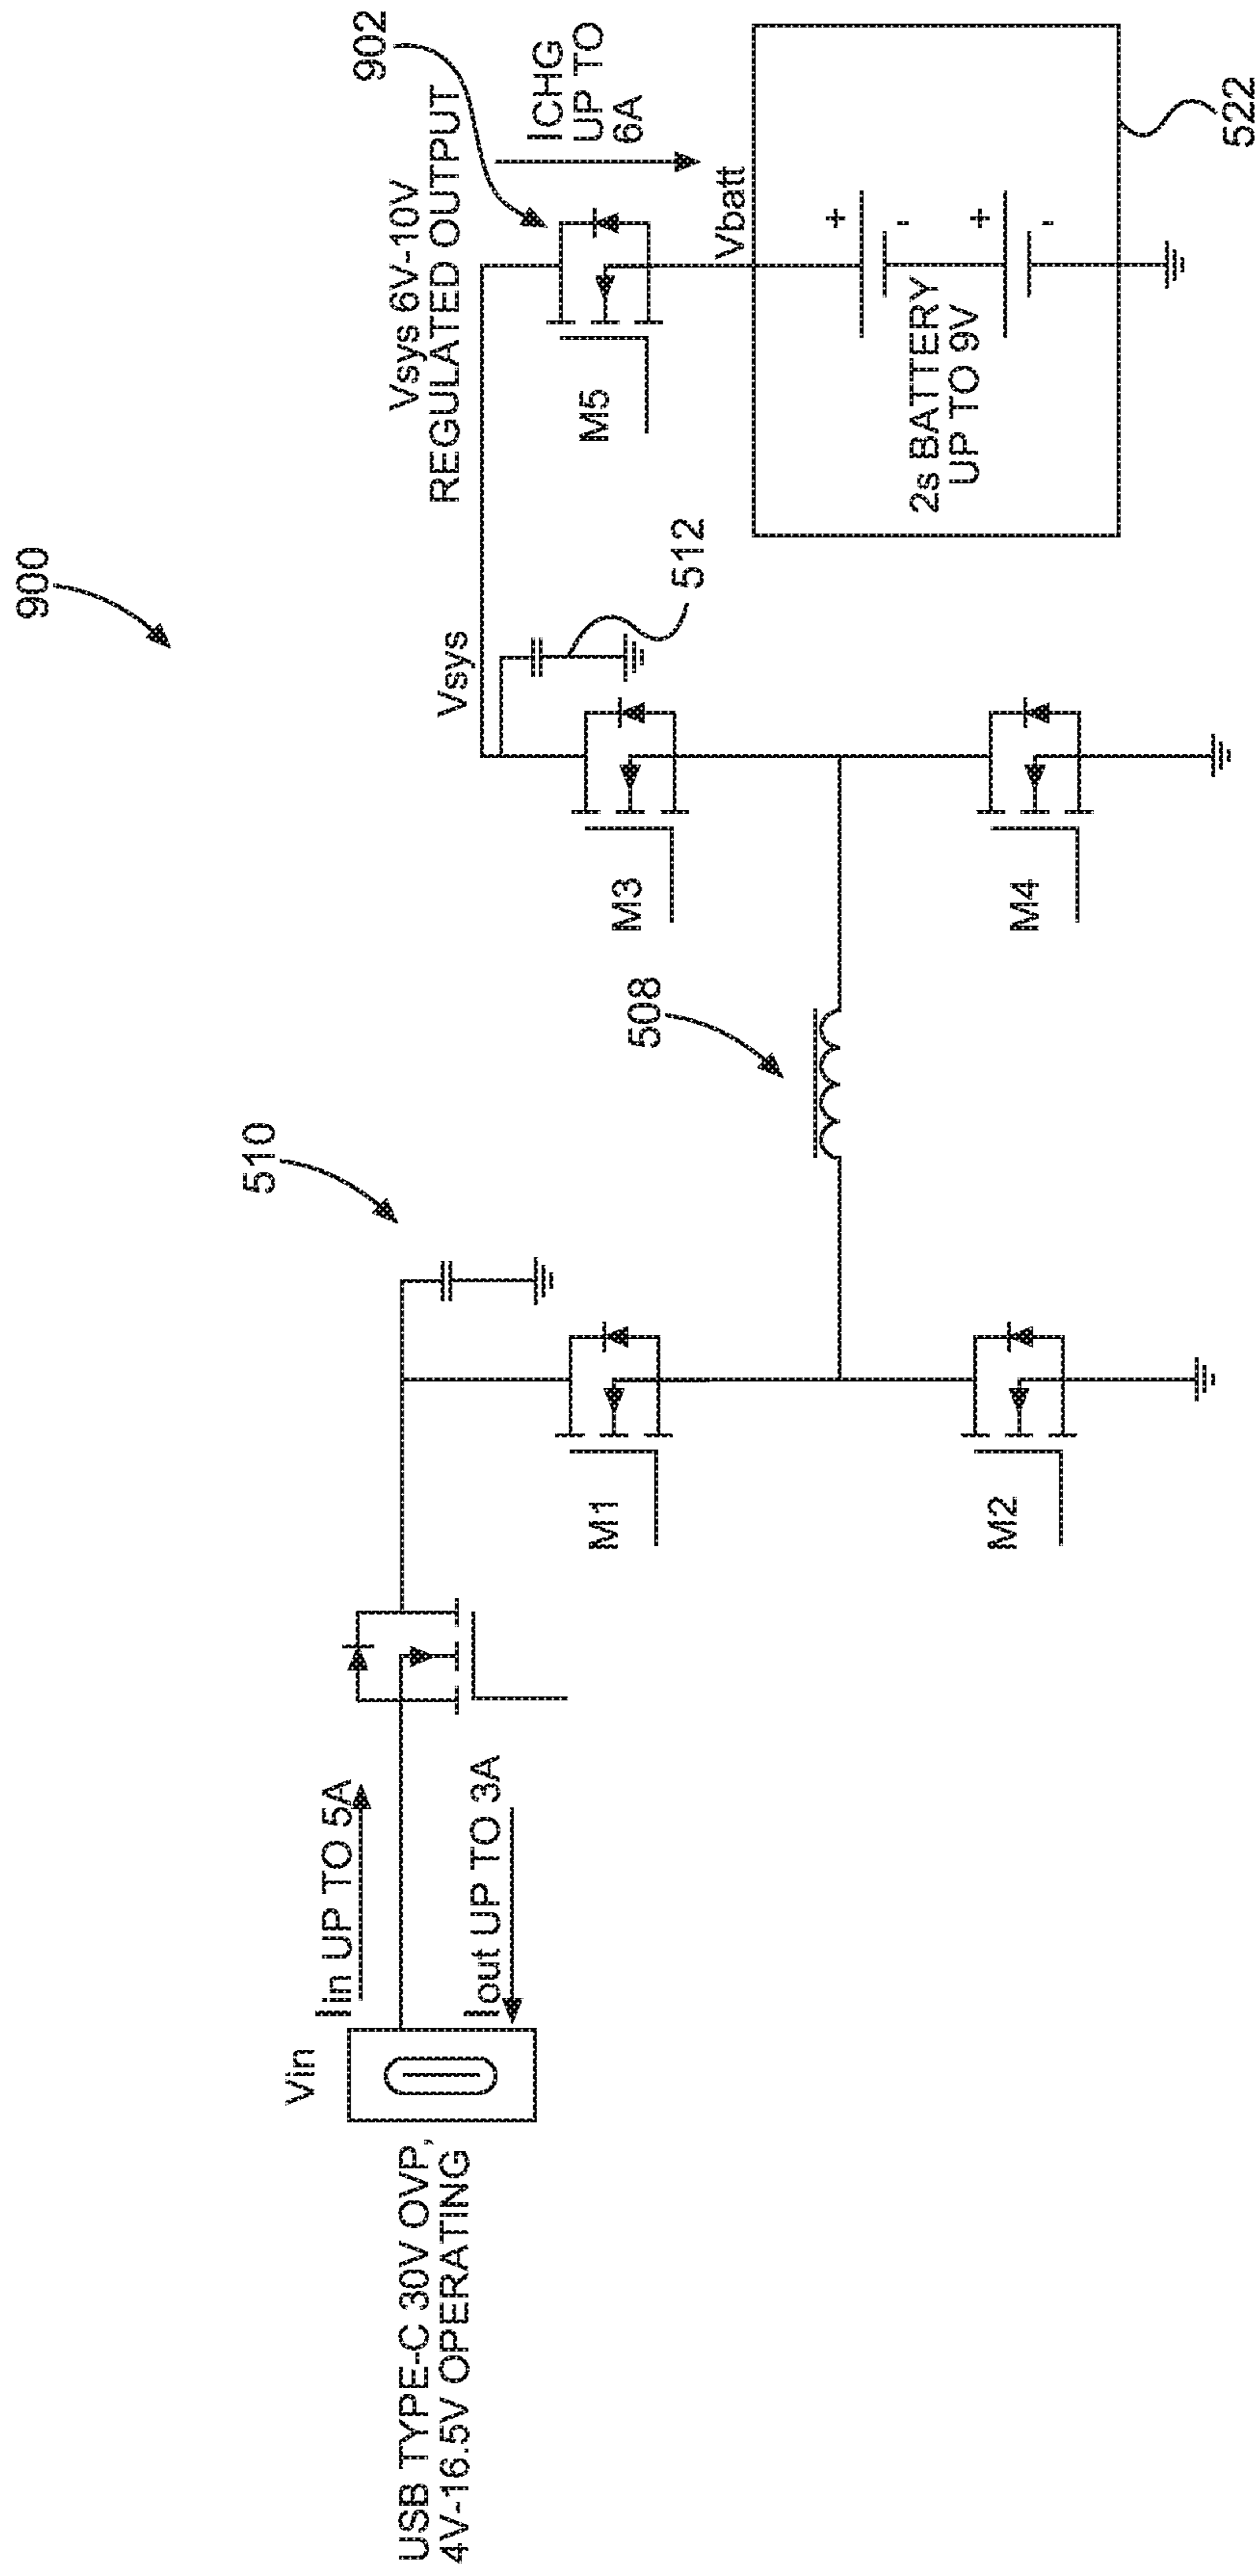 900
USB TYPE-C 30V OVP,
4V-16.5V OPERATING
Vin
Iin UP TO 5A
Iout UP TO 3A
510
M1
M2
508
M3
M4
Vsys
512
Vsys 6V-10V
REGULATED OUTPUT
902
M5
ICHG
UP TO
6A
Vbatt
+
-
+
-
2s BATTERY
UP TO 9V
522